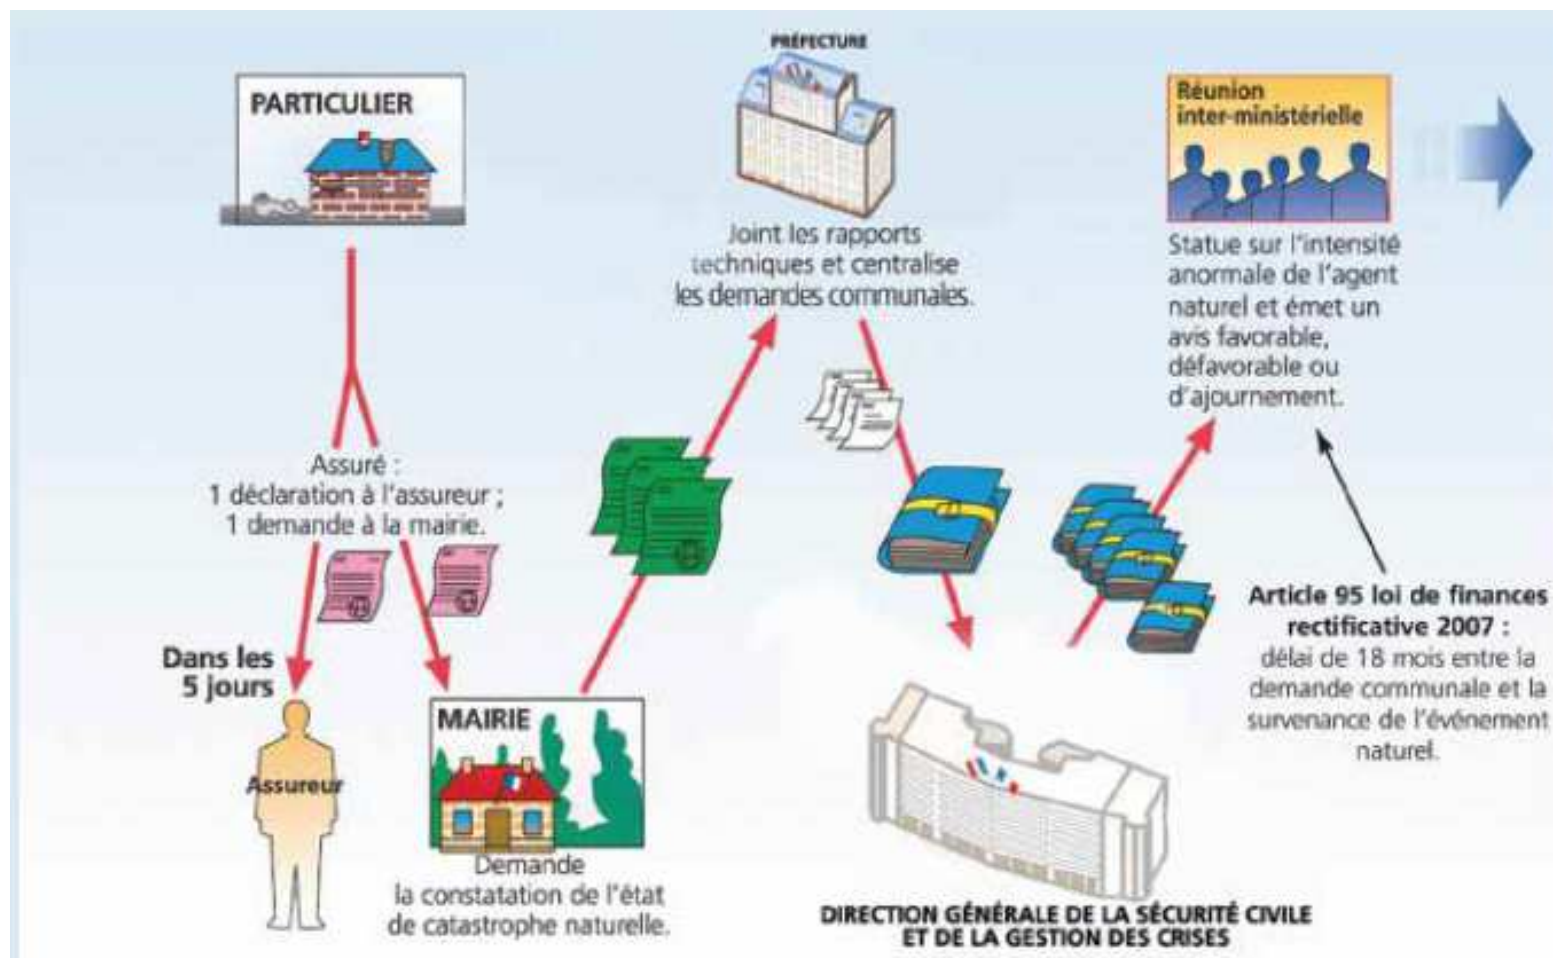 PARTICULIER
Assuré :
1 déclaration à l'assureur ;
1 demande à la mairie.
Dans les
5 jours
Assureur
MAIRIE
Demande
la constatation de l'état
de catastrophe naturelle.
PRÉFECTURE
Joint les rapports
techniques et centralise
les demandes communales.
DIRECTION GÉNÉRALE DE LA SÉCURITÉ CIVILE
ET DE LA GESTION DES CRISES
Réunion
inter-ministérielle
Statue sur l'intensité
anormale de l'agent
naturel et émet un
avis favorable,
défavorable ou
d'ajournement.
Article 95 loi de finances
rectificative 2007 :
délai de 18 mois entre la
demande communale et la
survenance de l'événement
naturel.